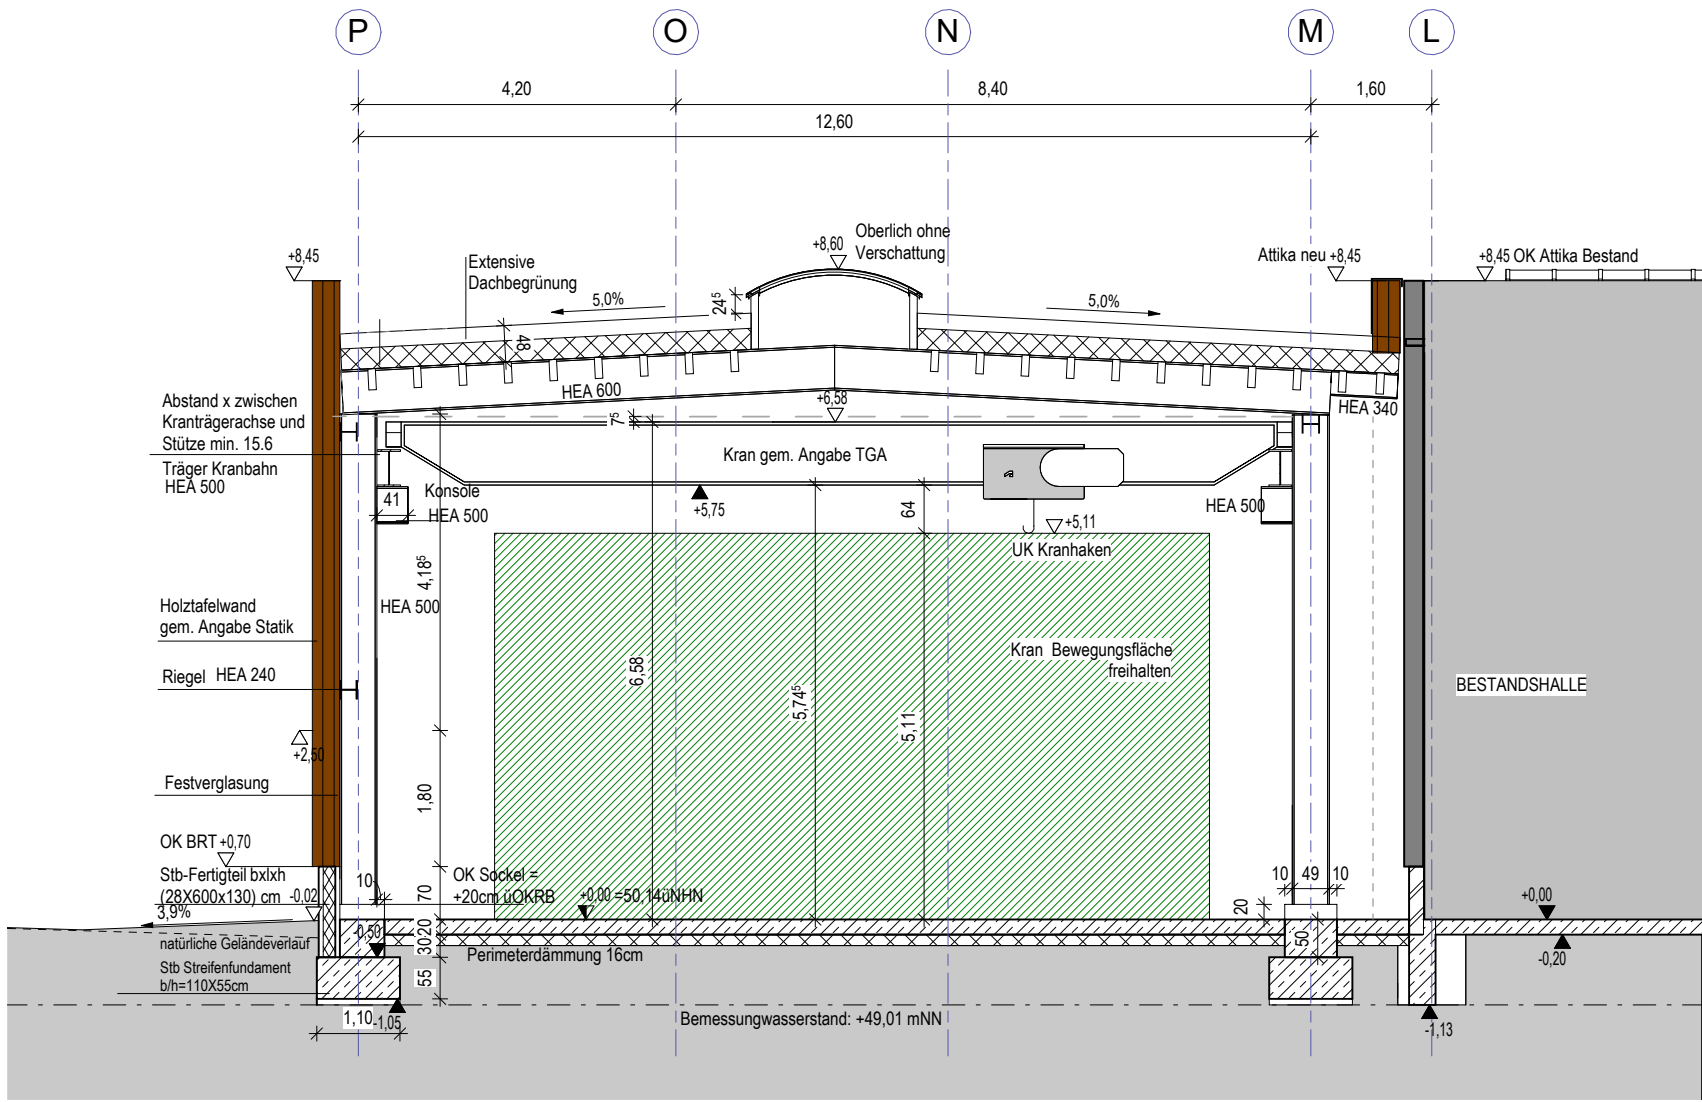 P
O
N
M
L
4,20
8,40
1,60
12,60
+8,45
Extensive
Dachbegrünung
+8,60
Oberlich ohne
Verschattung
Attika neu +8,45
+8,45 OK Attika Bestand
5,0%
24⁵
5,0%
48
HEA 600
HEA 340
Abstand x zwischen
Kranträgerachse und
Stütze min. 15.6
+6,58
7⁵
Träger Kranbahn
HEA 500
Kran gem. Angabe TGA
41
Konsole
HEA 500
+5,75
64
HEA 500
+5,11
UK Kranhaken
4,18⁵
HEA 500
Holztafelwand
gem. Angabe Statik
Kran Bewegungsfläche
freihalten
Riegel HEA 240
6,58
5,74⁵
5,11
BESTANDSHALLE
+2,50
Festverglasung
1,80
OK BRT +0,70
Stb-Fertigteil bxlxh
(28X600x130) cm
-0.02
10
70
OK Sockel =
+20cm üOKRB
+0,00 =50,14üNHN
10 49 10
20
+0,00
3,9%
-0,50
20
50
natürliche Geländeverlauf
30
Perimeterdämmung 16cm
-0,20
Stb Streifenfundament
b/h=110X55cm
55
1,10
-1,05
Bemessungwasserstand: +49,01 mNN
-1,13